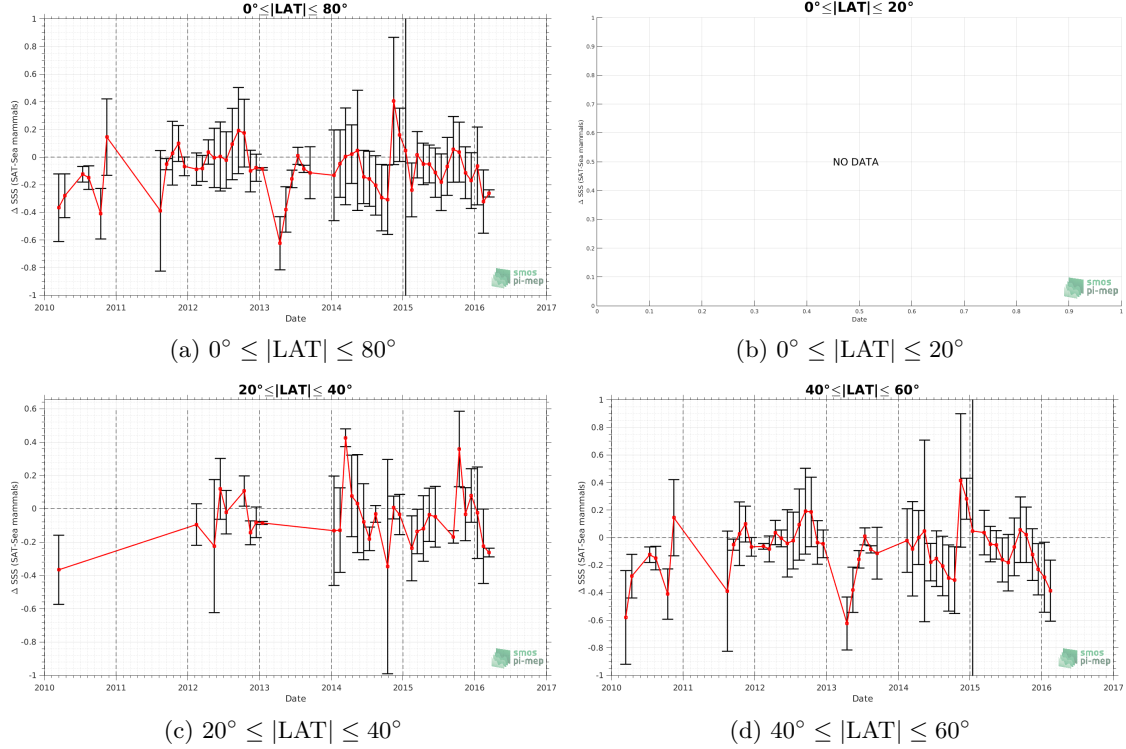 0°≤|LAT|≤ 80°
Δ SSS (SAT-Sea mammals)
1
0.8
0.6
0.4
0.2
0
-0.2
-0.4
-0.6
-0.8
-1
2010 2011 2012 2013 2014 2015 2016 2017
Date
smos
pi-mep
(a) 0° ≤ |LAT| ≤ 80°
0°≤|LAT|≤ 20°
Δ SSS (SAT-Sea mammals)
1
0.9
0.8
0.7
0.6
0.5
0.4
0.3
0.2
0.1
0
NO DATA
0 0.1 0.2 0.3 0.4 0.5 0.6 0.7 0.8 0.9 1
Date
smos
pi-mep
(b) 0° ≤ |LAT| ≤ 20°
20°≤|LAT|≤ 40°
Δ SSS (SAT-Sea mammals)
0.6
0.4
0.2
0
-0.2
-0.4
-0.6
-0.8
-1
2010 2011 2012 2013 2014 2015 2016 2017
Date
smos
pi-mep
(c) 20° ≤ |LAT| ≤ 40°
40°≤|LAT|≤ 60°
Δ SSS (SAT-Sea mammals)
1
0.8
0.6
0.4
0.2
0
-0.2
-0.4
-0.6
-0.8
-1
2010 2011 2012 2013 2014 2015 2016 2017
Date
smos
pi-mep
(d) 40° ≤ |LAT| ≤ 60°